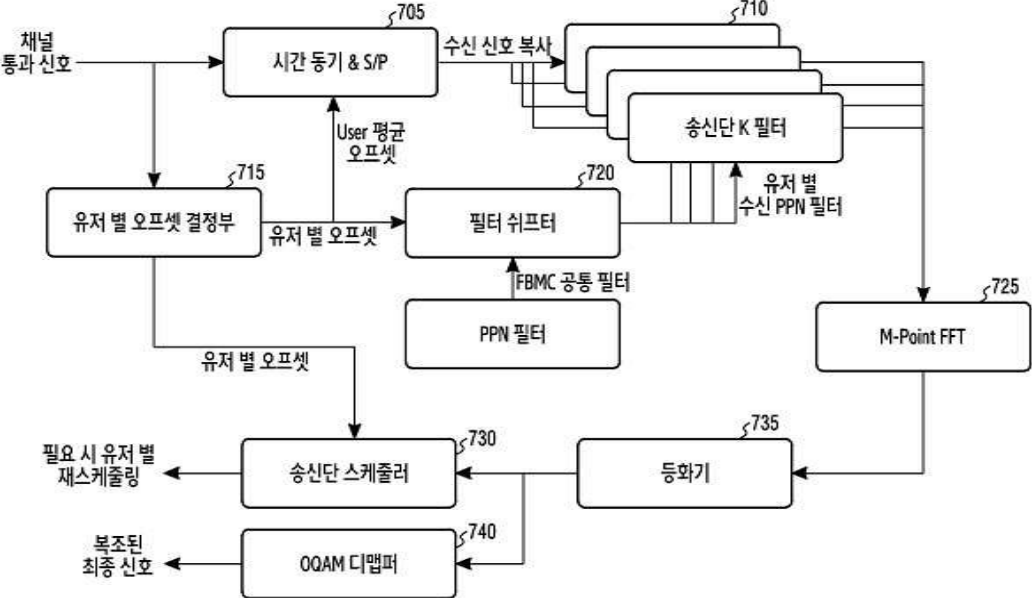 705
710
채널
통과 신호
시간 동기 & S/P
수신 신호 복사
송신단 K 필터
User 평균
오프셋
715
720
유저 별
수신 PPN 필터
유저 별 오프셋 결정부
유저 별 오프셋
필터 쉬프터
FBMC 공통 필터
725
PPN 필터
M-Point FFT
유저 별 오프셋
730
735
필요 시 유저 별
재스케줄링
송신단 스케줄러
등화기
740
복조된
최종 신호
OQAM 디맵퍼